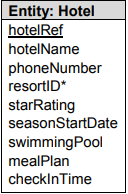 Entity: Hotel
hotelRef
hotelName
phoneNumber
resortID*
starRating
seasonStartDate
swimmingPool
mealPlan
checkInTime